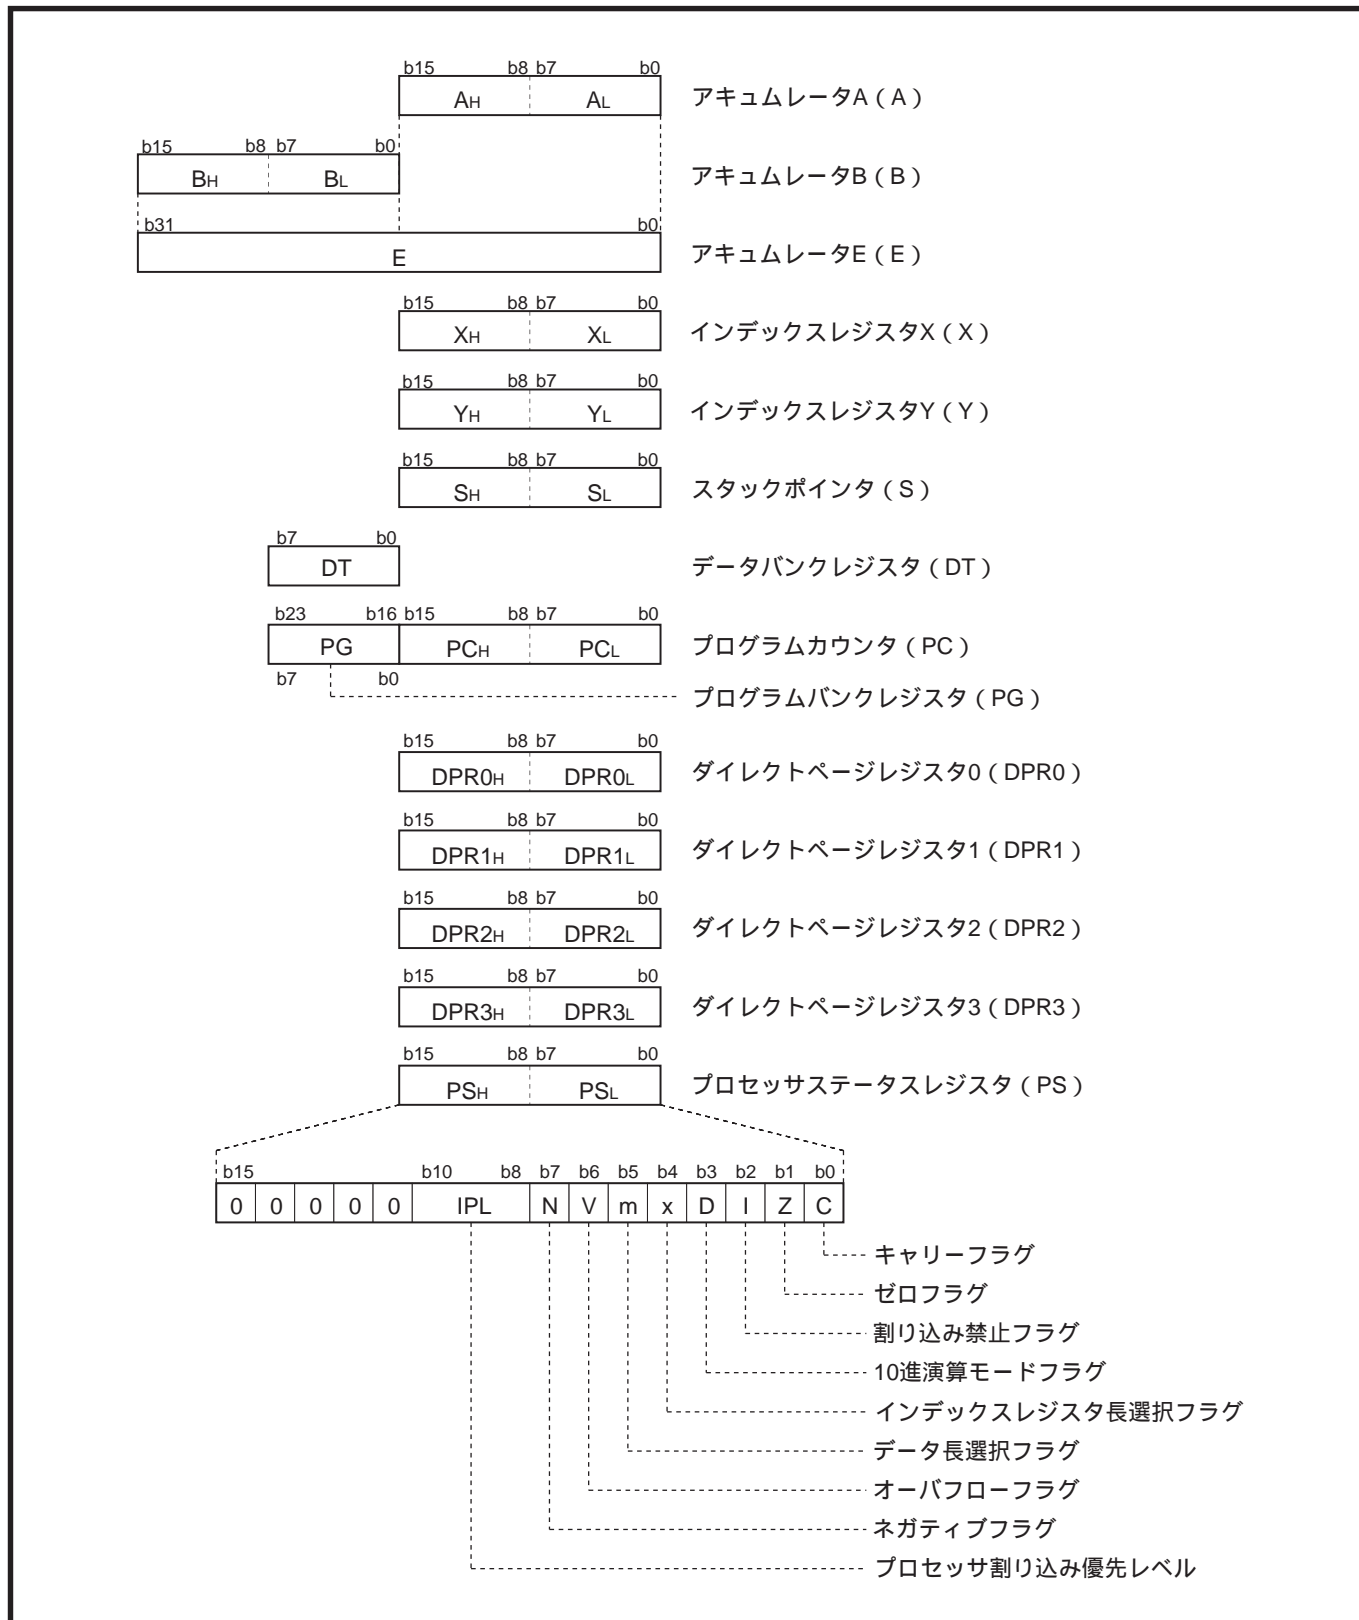 b15 b8 b7 b0
AH AL アキュムレータA（A）
b15 b8 b7 b0
BH BL アキュムレータB（B）
b31 b0
E アキュムレータE（E）
b15 b8 b7 b0
XH XL インデックスレジスタX（X）
b15 b8 b7 b0
YH YL インデックスレジスタY（Y）
b15 b8 b7 b0
SH SL スタックポインタ（S）
b7 b0
DT データバンクレジスタ（DT）
b23 b16 b15 b8 b7 b0
PG PCH PCL プログラムカウンタ（PC）
b7 b0
プログラムバンクレジスタ（PG）
b15 b8 b7 b0
DPR0H DPR0L ダイレクトページレジスタ0（DPR0）
b15 b8 b7 b0
DPR1H DPR1L ダイレクトページレジスタ1（DPR1）
b15 b8 b7 b0
DPR2H DPR2L ダイレクトページレジスタ2（DPR2）
b15 b8 b7 b0
DPR3H DPR3L ダイレクトページレジスタ3（DPR3）
b15 b8 b7 b0
PSH PSL プロセッサステータスレジスタ（PS）
b15 b10 b8 b7 b6 b5 b4 b3 b2 b1 b0
0 0 0 0 0 IPL N V m x D I Z C
キャリーフラグ
ゼロフラグ
割り込み禁止フラグ
10進演算モードフラグ
インデックスレジスタ長選択フラグ
データ長選択フラグ
オーバフローフラグ
ネガティブフラグ
プロセッサ割り込み優先レベル